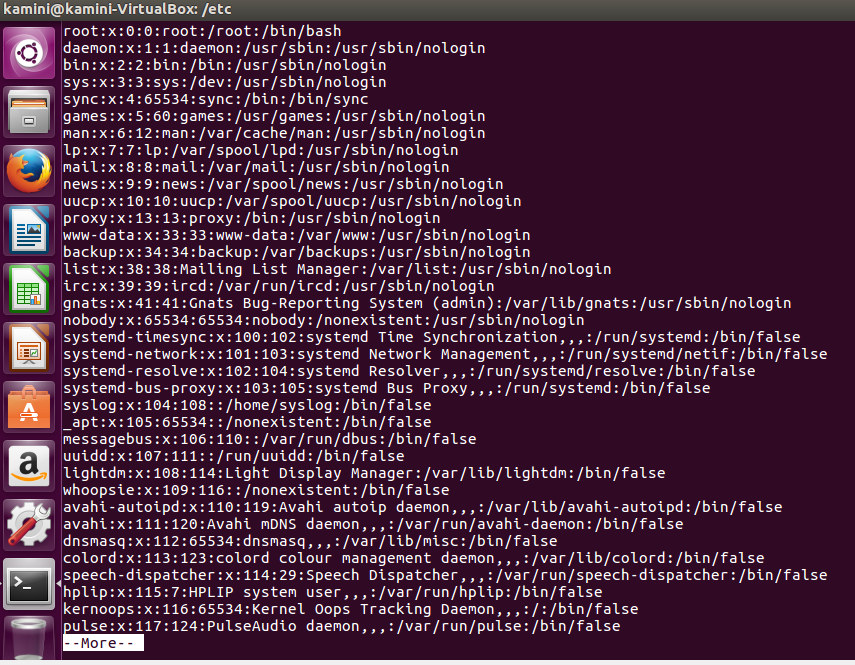 kamini@kamini-VirtualBox: /etc
root:x:0:0:root:/root:/bin/bash
daemon:x:1:1:daemon:/usr/sbin:/usr/sbin/nologin
bin:x:2:2:bin:/bin:/usr/sbin/nologin
sys:x:3:3:sys:/dev:/usr/sbin/nologin
sync:x:4:65534:sync:/bin:/bin/sync
games:x:5:60:games:/usr/games:/usr/sbin/nologin
man:x:6:12:man:/var/cache/man:/usr/sbin/nologin
lp:x:7:7:lp:/var/spool/lpd:/usr/sbin/nologin
mail:x:8:8:mail:/var/mail:/usr/sbin/nologin
news:x:9:9:news:/var/spool/news:/usr/sbin/nologin
uucp:x:10:10:uucp:/var/spool/uucp:/usr/sbin/nologin
proxy:x:13:13:proxy:/bin:/usr/sbin/nologin
www-data:x:33:33:www-data:/var/www:/usr/sbin/nologin
backup:x:34:34:backup:/var/backups:/usr/sbin/nologin
list:x:38:38:Mailing List Manager:/var/list:/usr/sbin/nologin
irc:x:39:39:ircd:/var/run/ircd:/usr/sbin/nologin
gnats:x:41:41:Gnats Bug-Reporting System (admin):/var/lib/gnats:/usr/sbin/nologin
nobody:x:65534:65534:nobody:/nonexistent:/usr/sbin/nologin
systemd-timesync:x:100:102:systemd Time Synchronization,,,:/run/systemd:/bin/false
systemd-network:x:101:103:systemd Network Management,,,:/run/systemd/netif:/bin/false
systemd-resolve:x:102:104:systemd Resolver,,,:/run/systemd/resolve:/bin/false
systemd-bus-proxy:x:103:105:systemd Bus Proxy,,,:/run/systemd:/bin/false
syslog:x:104:108::/home/syslog:/bin/false
_apt:x:105:65534::/nonexistent:/bin/false
messagebus:x:106:110::/var/run/dbus:/bin/false
uuidd:x:107:111::/run/uuidd:/bin/false
lightdm:x:108:114:Light Display Manager:/var/lib/lightdm:/bin/false
whoopsie:x:109:116::/nonexistent:/bin/false
avahi-autoipd:x:110:119:Avahi autoip daemon,,,:/var/lib/avahi-autoipd:/bin/false
avahi:x:111:120:Avahi mDNS daemon,,,:/var/run/avahi-daemon:/bin/false
dnsmasq:x:112:65534:dnsmasq,,,:/var/lib/misc:/bin/false
colord:x:113:123:colord colour management daemon,,,:/var/lib/colord:/bin/false
speech-dispatcher:x:114:29:Speech Dispatcher,,,:/var/run/speech-dispatcher:/bin/false
hplip:x:115:7:HPLIP system user,,,:/var/run/hplip:/bin/false
kernoops:x:116:65534:Kernel Oops Tracking Daemon,,,:/:/bin/false
pulse:x:117:124:PulseAudio daemon,,,:/var/run/pulse:/bin/false
--More--